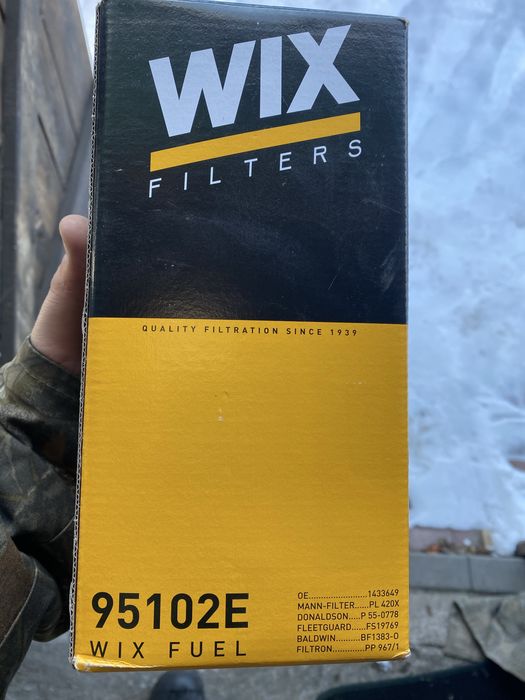 WIX
FILTERS
QUALITY FILTRATION SINCE 1939
95102E
WIX FUEL
OE........................1433649
MANN-FILTER......PL 420X
DONALDSON....P 55-0778
FLEETGUARD.....FS19769
BALDWIN..........BF1383-O
FILTRON.............PP 967/1